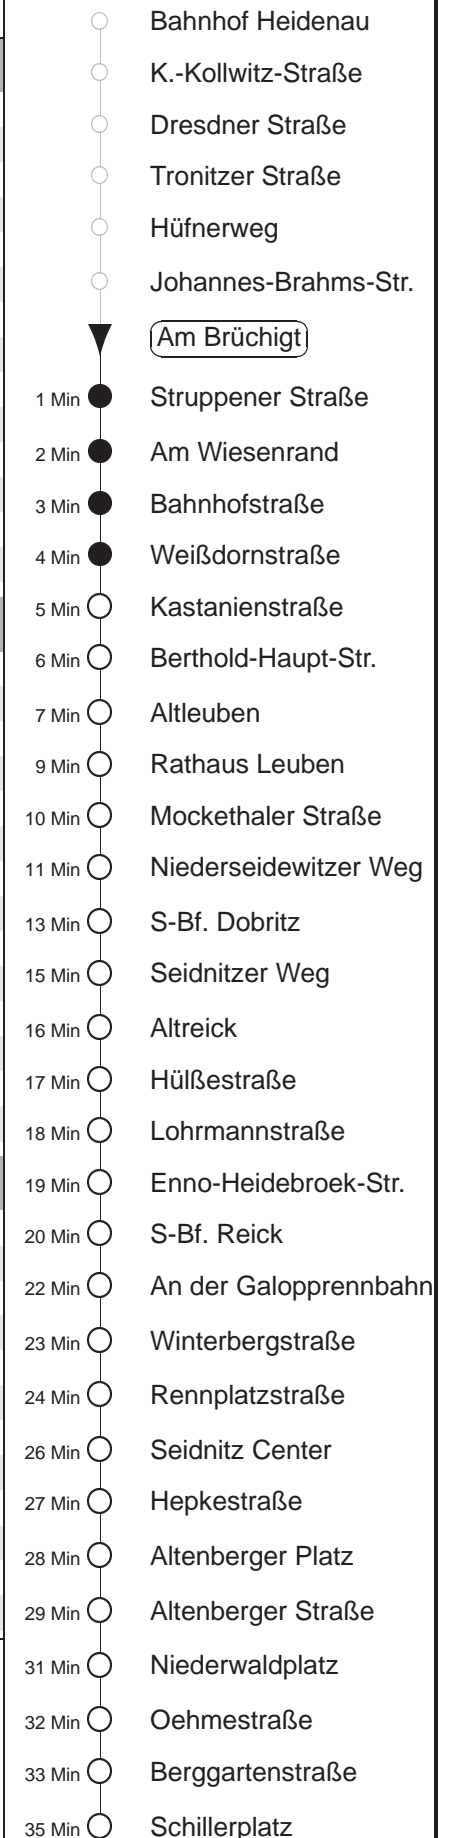 Bahnhof Heidenau
K.-Kollwitz-Straße
Dresdner Straße
Tronitzer Straße
Hüfnerweg
Johannes-Brahms-Str.
Am Brüchigt
1 Min Struppener Straße
2 Min Am Wiesenrand
3 Min Bahnhofstraße
4 Min Weißdornstraße
5 Min Kastanienstraße
6 Min Berthold-Haupt-Str.
7 Min Altleuben
9 Min Rathaus Leuben
10 Min Mockethaler Straße
11 Min Niederseidewitzer Weg
13 Min S-Bf. Dobritz
15 Min Seidnitzer Weg
16 Min Altreick
17 Min Hülßestraße
18 Min Lohrmannstraße
19 Min Enno-Heidebroek-Str.
20 Min S-Bf. Reick
22 Min An der Galopprennbahn
23 Min Winterbergstraße
24 Min Rennplatzstraße
26 Min Seidnitz Center
27 Min Hepkestraße
28 Min Altenberger Platz
29 Min Altenberger Straße
31 Min Niederwaldplatz
32 Min Oehmestraße
33 Min Berggartenstraße
35 Min Schillerplatz